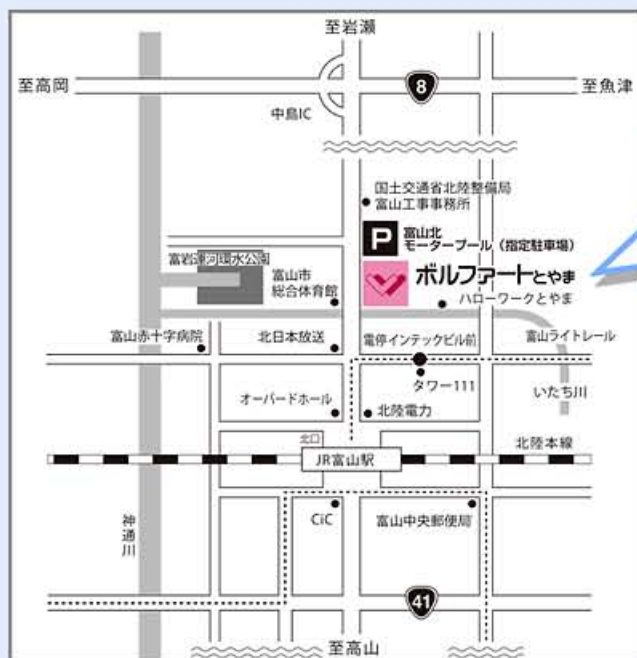 至岩瀬
至高岡
8
至魚津
中島IC
国土交通省北陸整備局
富山工事事務所
P
富山北
モータープール（指定駐車場）
ボルファートとやま
ハローワークとやま
富岩運河環水公園
富山市
総合体育館
富山赤十字病院
北日本放送
電停インテックビル前
富山ライトレール
タワー111
いたち川
オーバードホール
北陸電力
北口
北陸本線
JR富山駅
神通川
CiC
富山中央郵便局
41
至高山